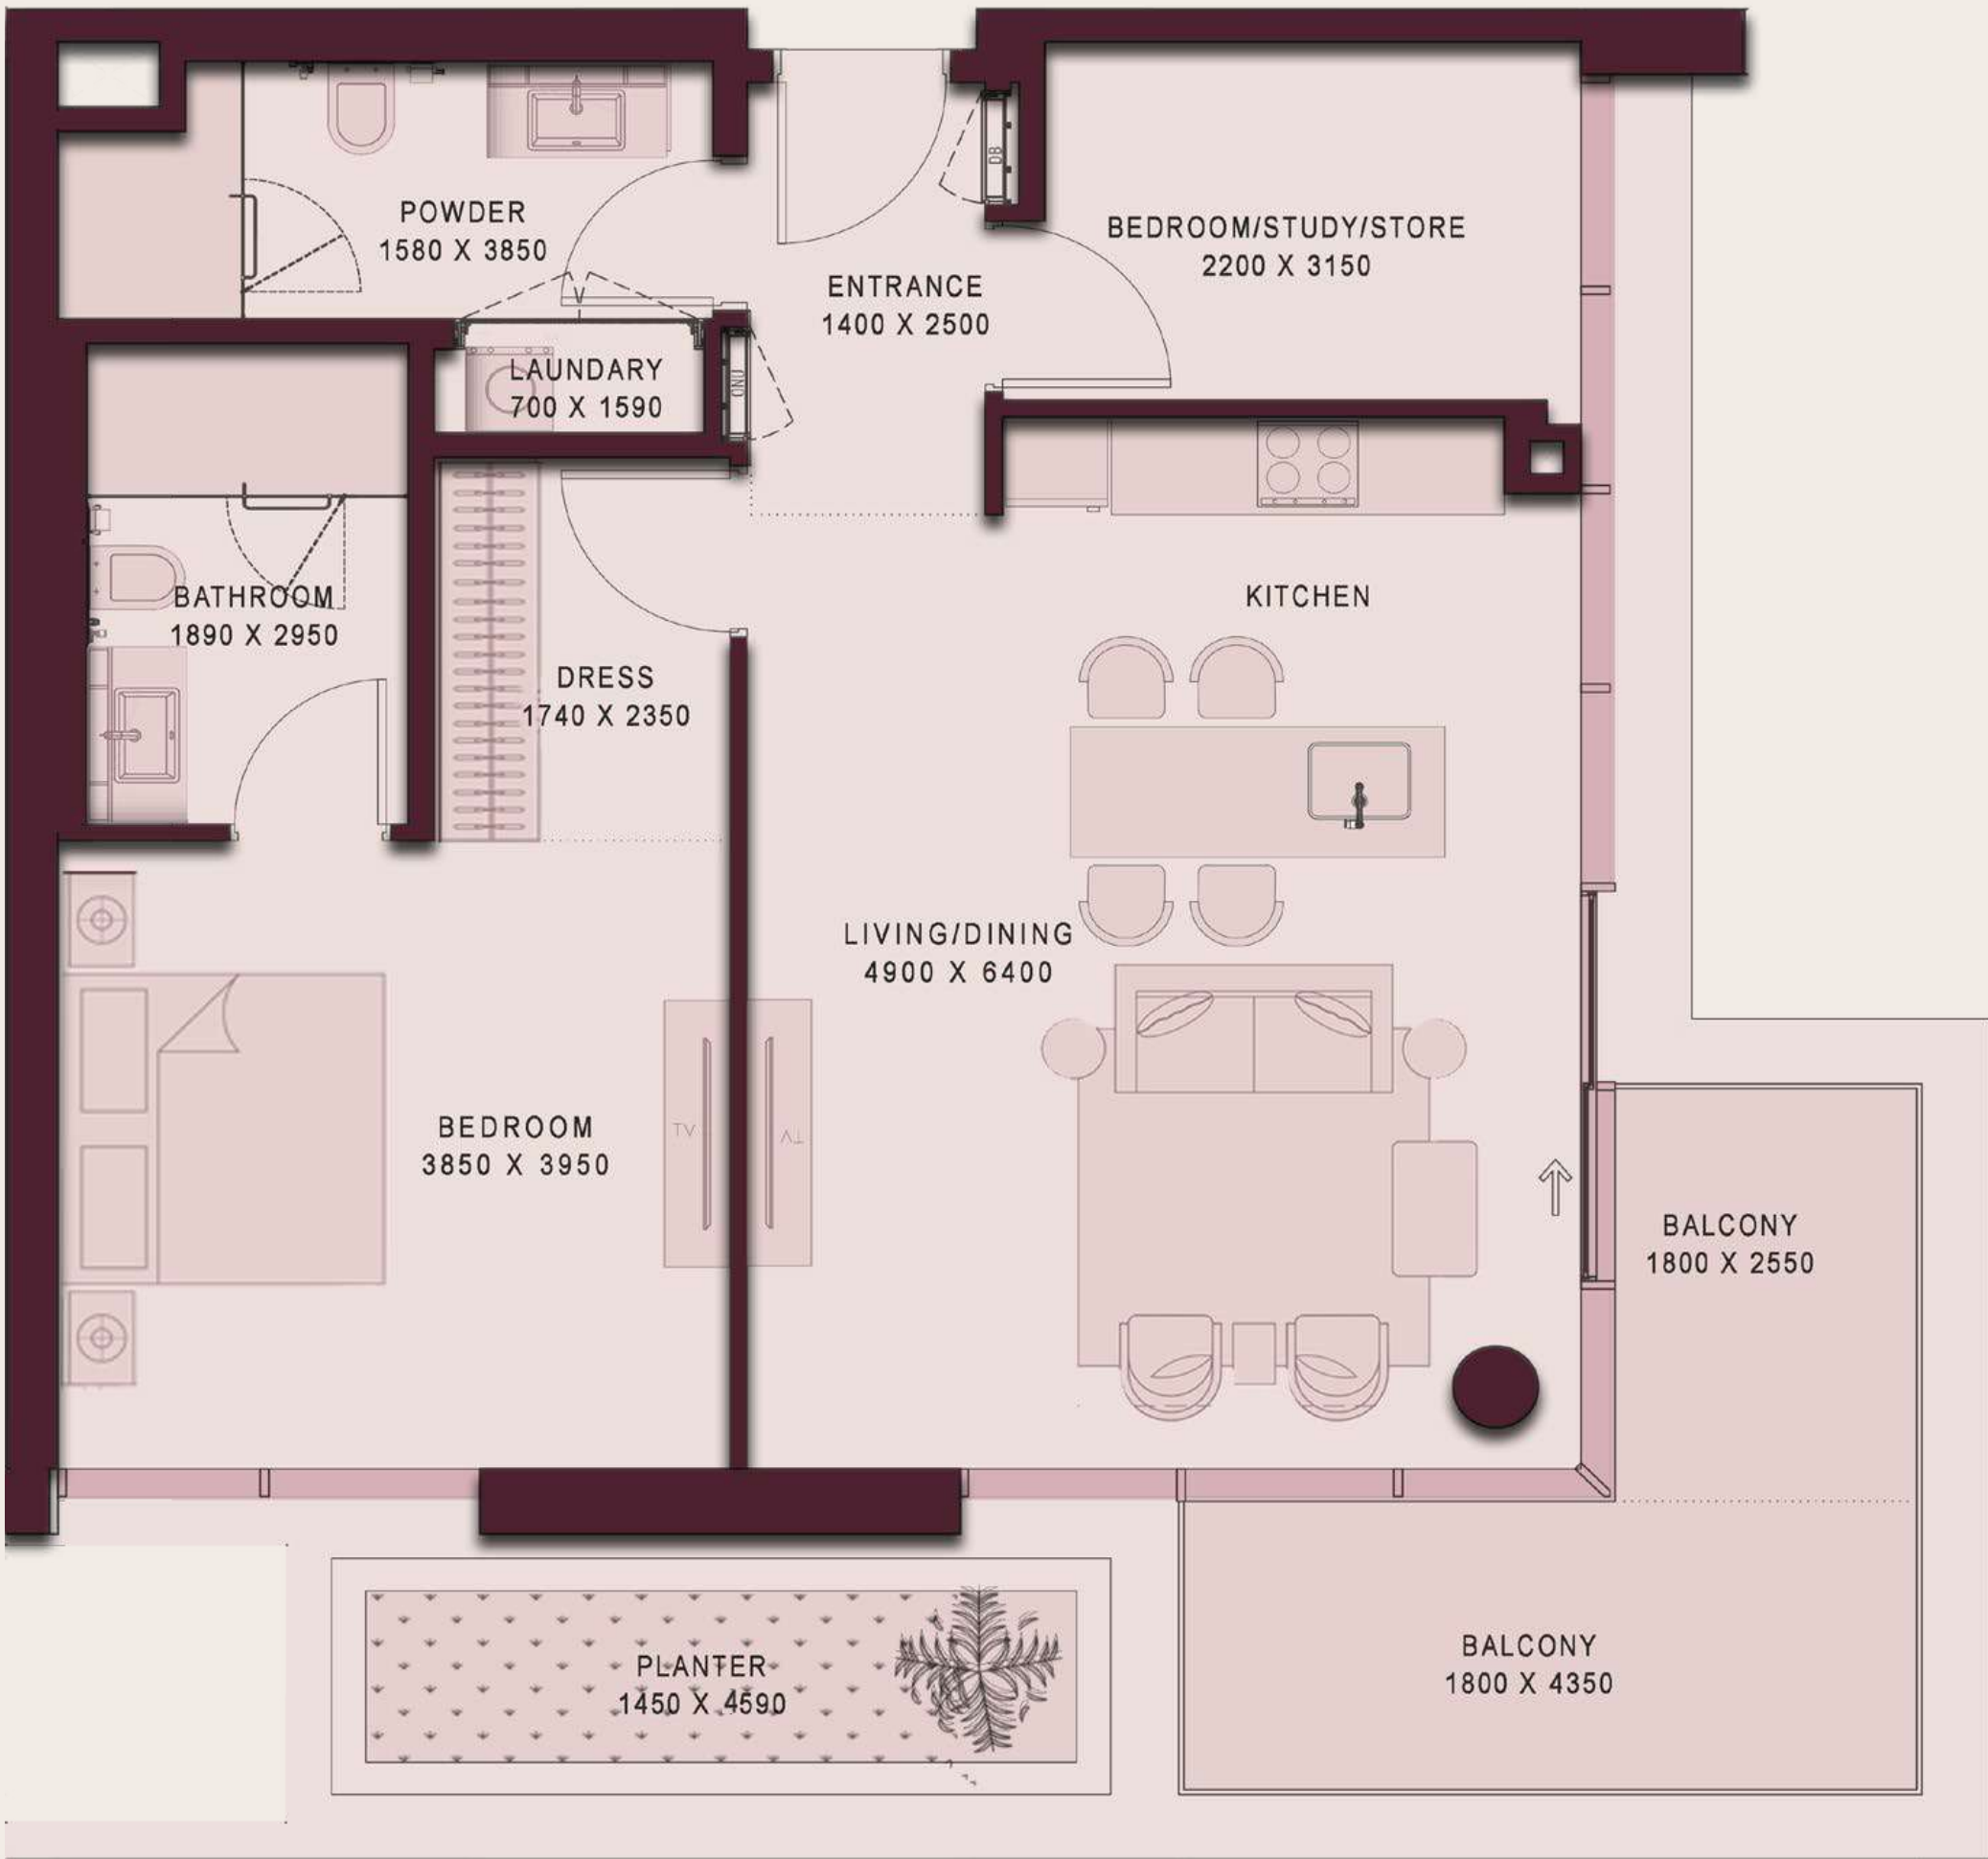 POWDER
1580 X 3850
DB
BEDROOM/STUDY/STORE
2200 X 3150
ENTRANCE
1400 X 2500
LAUNDARY
700 X 1590
ONU
BATHROOM
1890 X 2950
KITCHEN
DRESS
1740 X 2350
LIVING/DINING
4900 X 6400
BEDROOM
3850 X 3950
TV
TV
BALCONY
1800 X 2550
BALCONY
1800 X 4350
PLANTER
1450 X 4590